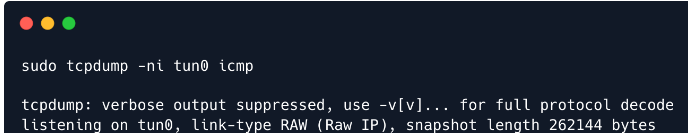 sudo tcpdump -ni tun0 icmp
tcpdump: verbose output suppressed, use -v[v]... for full protocol decode
listening on tun0, link-type RAW (Raw IP), snapshot length 262144 bytes